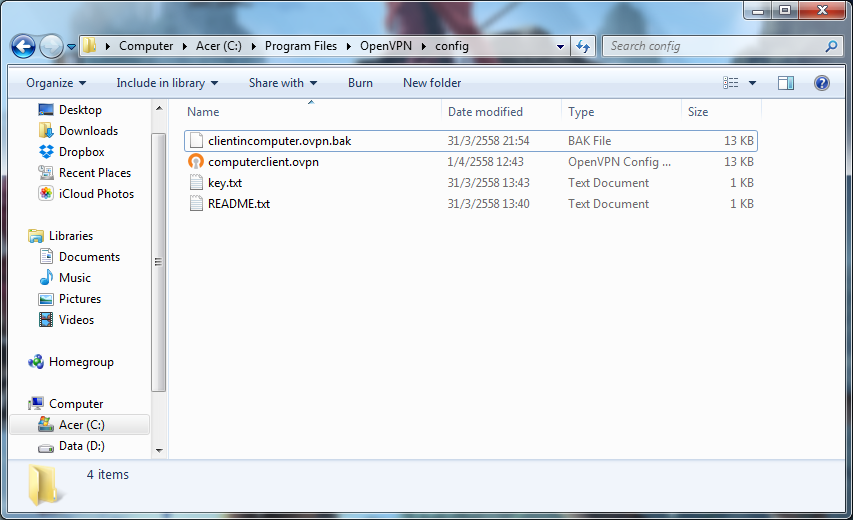 Computer Acer (C:) Program Files OpenVPN config
Search config
Organize Include in library Share with Burn New folder
Name Date modified Type Size
clientincomputer.ovpn.bak 31/3/2558 21:54 BAK File 13 KB
computerclient.ovpn 1/4/2558 12:43 OpenVPN Config ... 13 KB
key.txt 31/3/2558 13:43 Text Document 1 KB
README.txt 31/3/2558 13:40 Text Document 1 KB
Desktop
Downloads
Dropbox
Recent Places
iCloud Photos
Libraries
Documents
Music
Pictures
Videos
Homegroup
Computer
Acer (C:)
Data (D:)
4 items